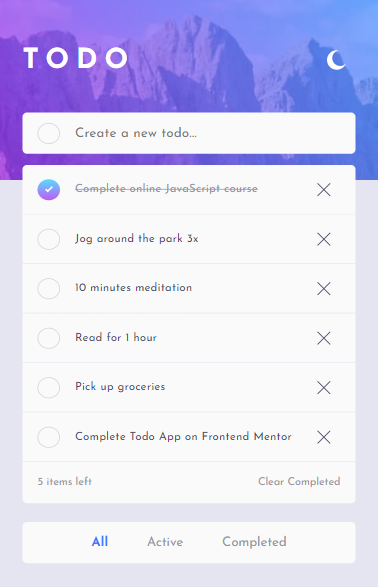 TODO
Create a new todo...
Complete online JavaScript course
Jog around the park 3x
10 minutes meditation
Read for 1 hour
Pick up groceries
Complete Todo App on Frontend Mentor
5 items left Clear Completed
All Active Completed